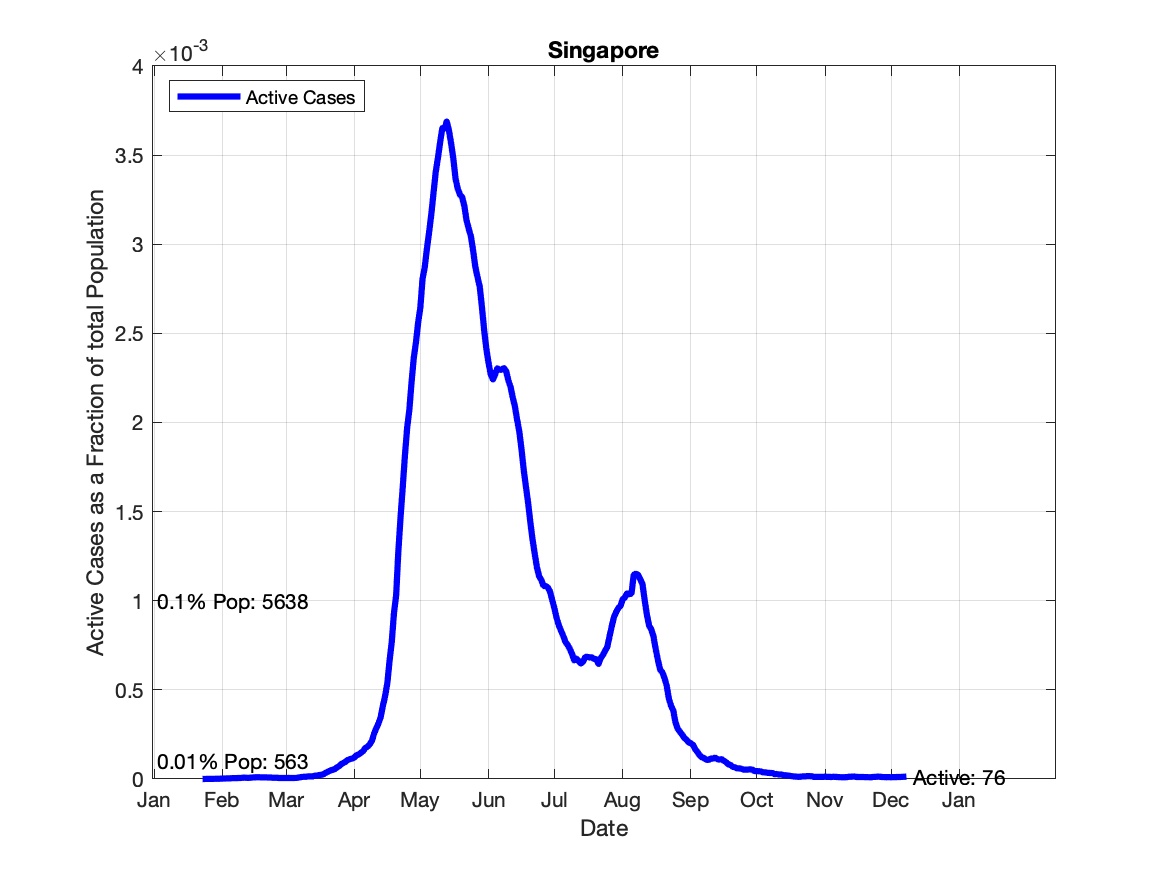 Singapore
×10-3
Active Cases
4
3.5
3
2.5
2
1.5
1
0.5
0
Active Cases as a Fraction of total Population
0.1% Pop: 5638
0.01% Pop: 563
Active: 76
Jan Feb Mar Apr May Jun Jul Aug Sep Oct Nov Dec Jan
Date